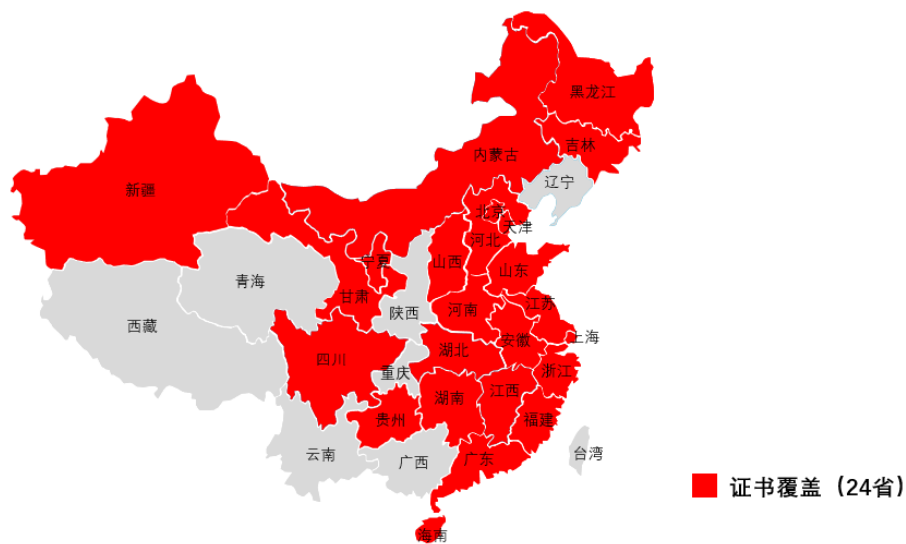 黑龙江
吉林
内蒙古
辽宁
新疆
北京
天津
河北
宁夏
山西
山东
青海
甘肃
河南
江苏
陕西
西藏
安徽
上海
湖北
四川
重庆
浙江
江西
湖南
贵州
福建
云南
广西
广东
台湾
证书覆盖（24省）
海南